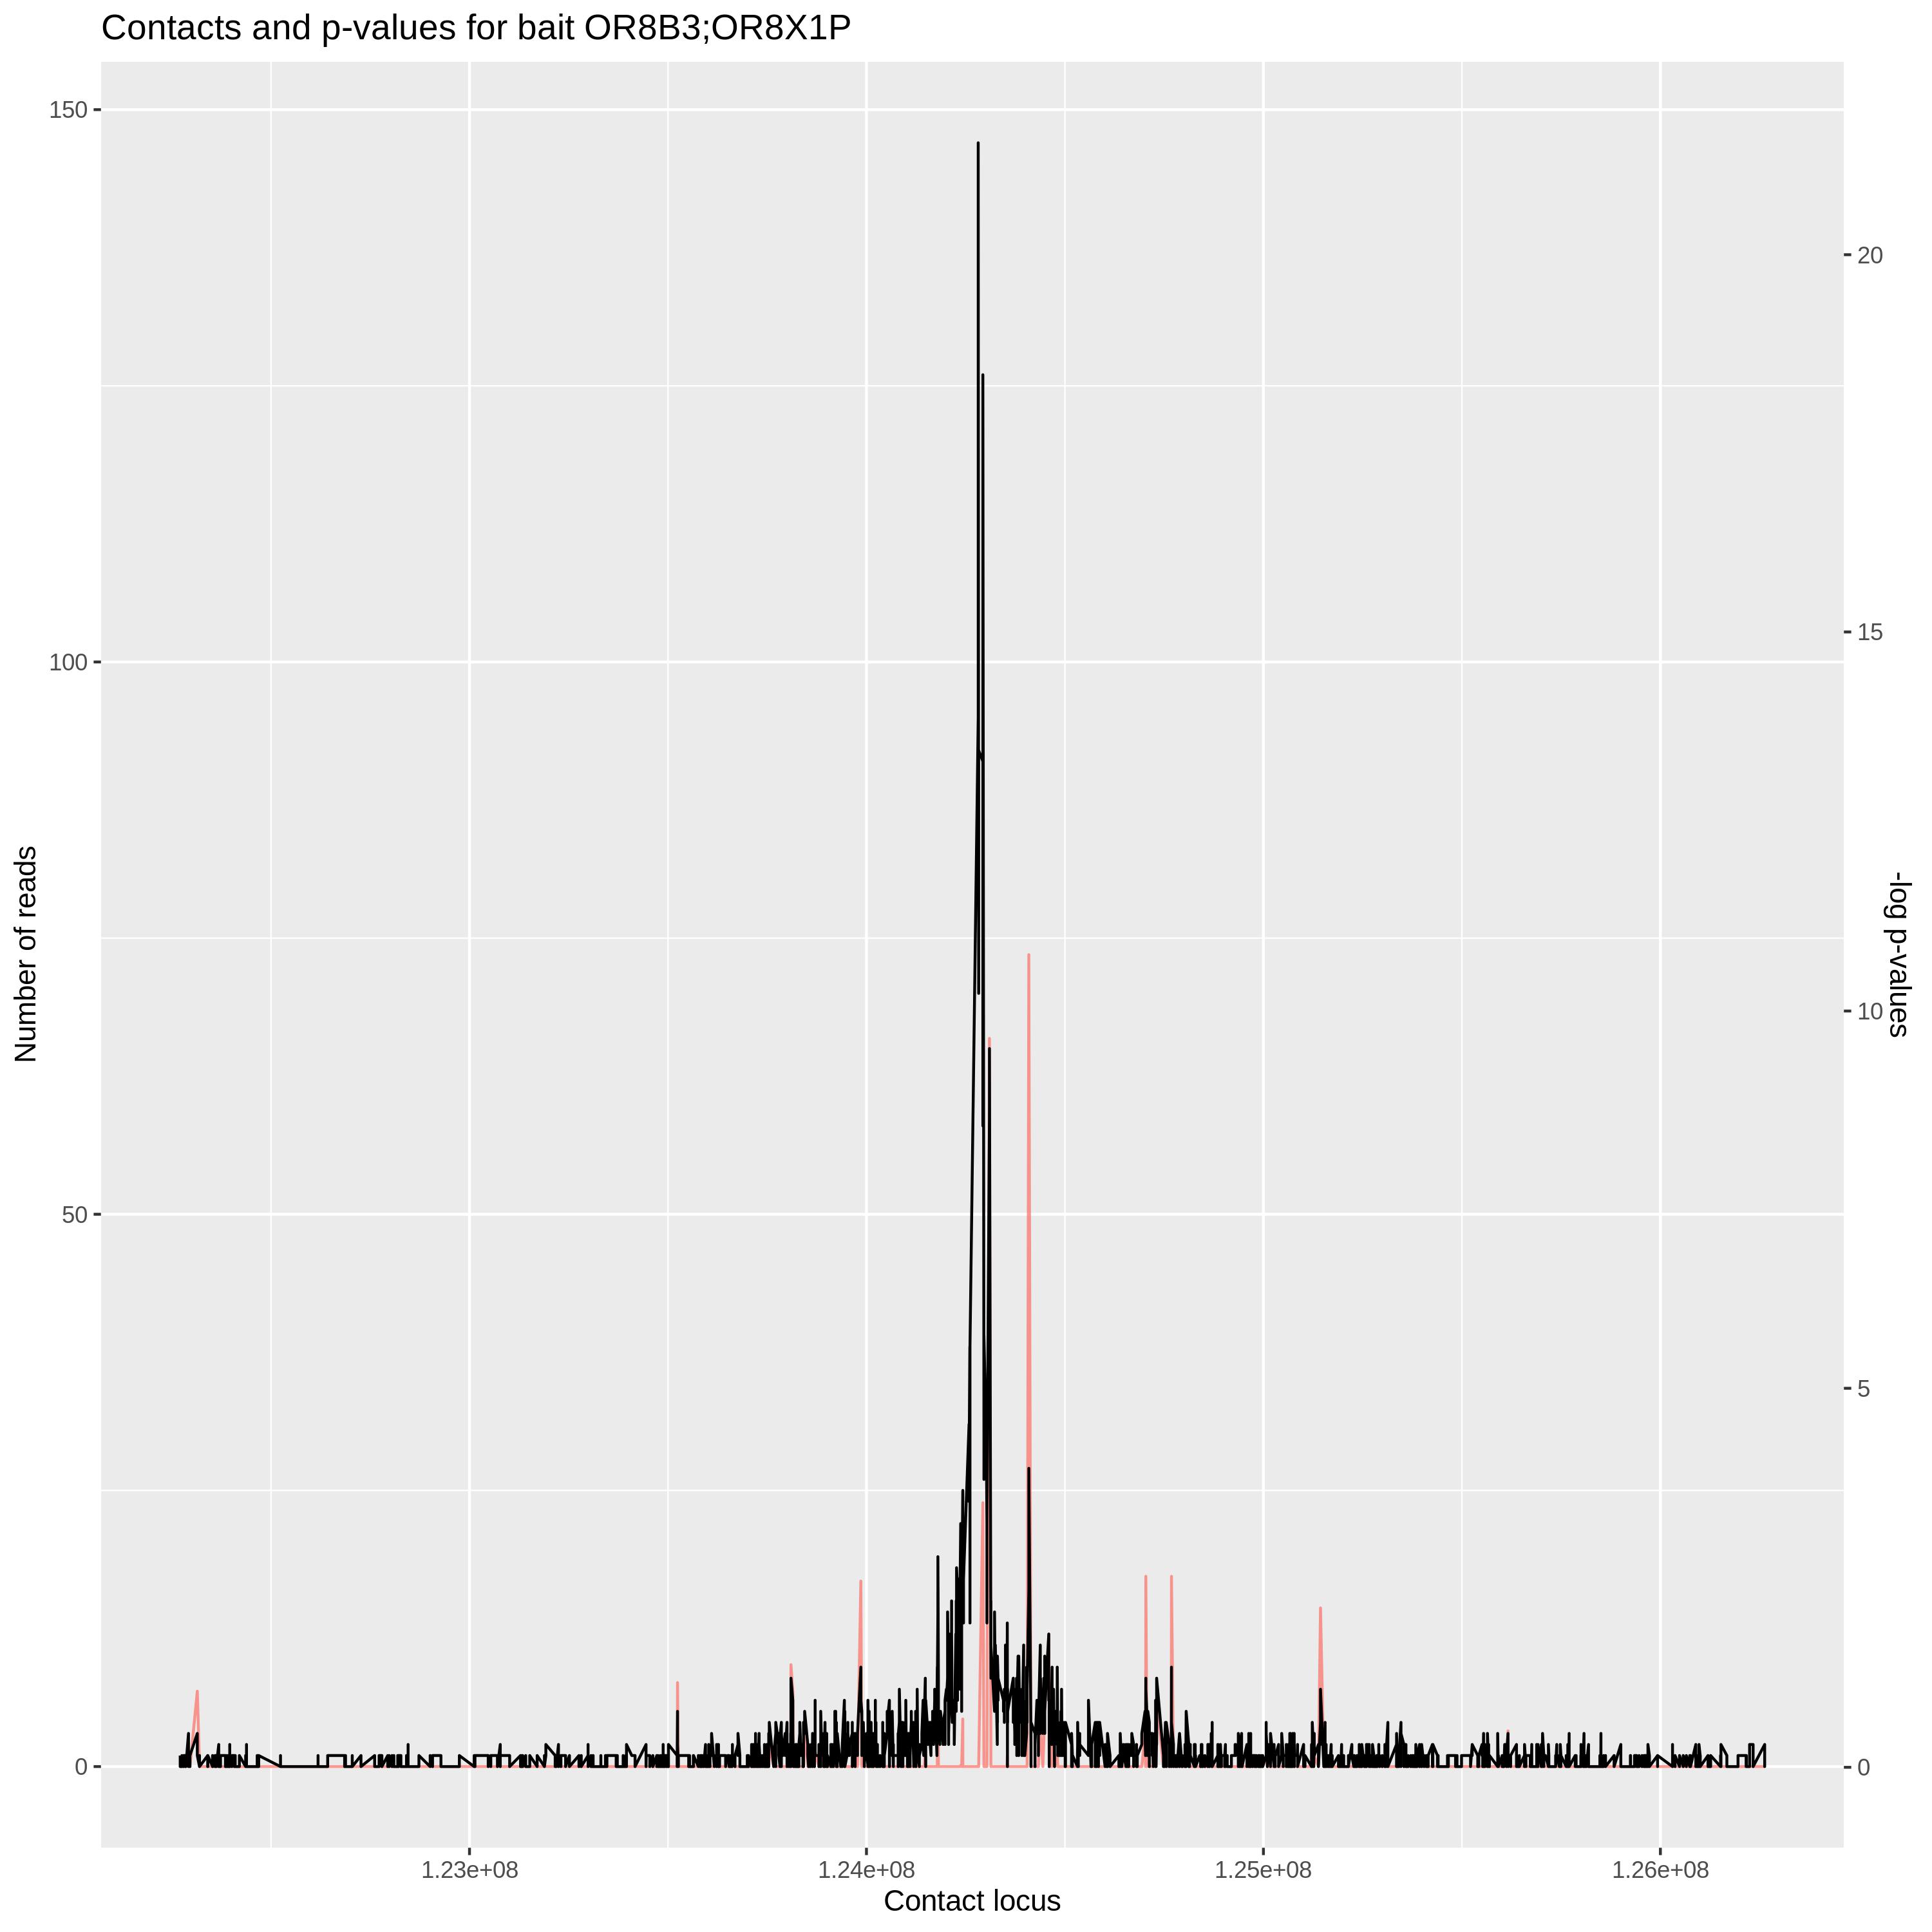 Contacts and p-values for bait OR8B3;OR8X1P
150
100
50
0
Number of reads
20
15
10
5
0
-log p-values
1.23e+08
1.24e+08
1.25e+08
1.26e+08
Contact locus